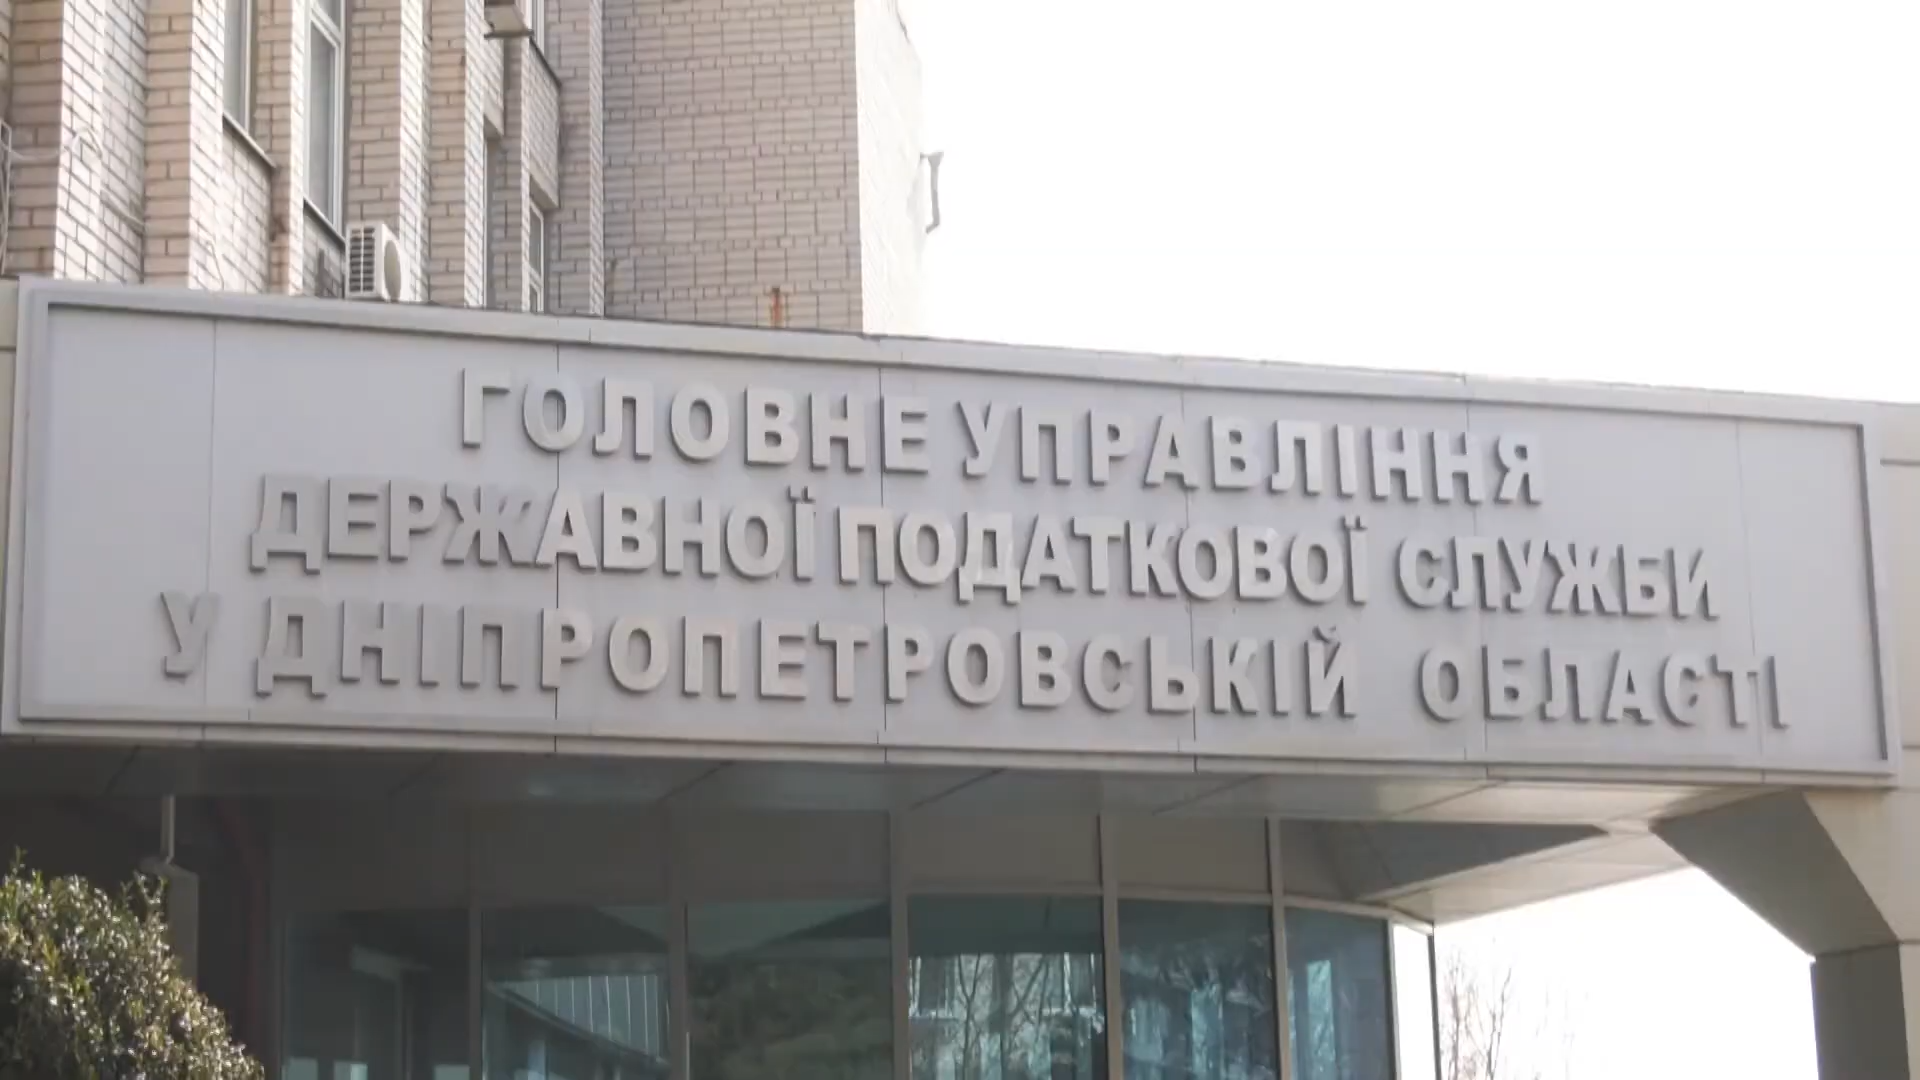 ГОЛОВНЕ УПРАВЛІННЯ
ДЕРЖАВНОЇ ПОДАТКОВОЇ СЛУЖБИ
У ДНІПРОПЕТРОВСЬКІЙ ОБЛАСТІ